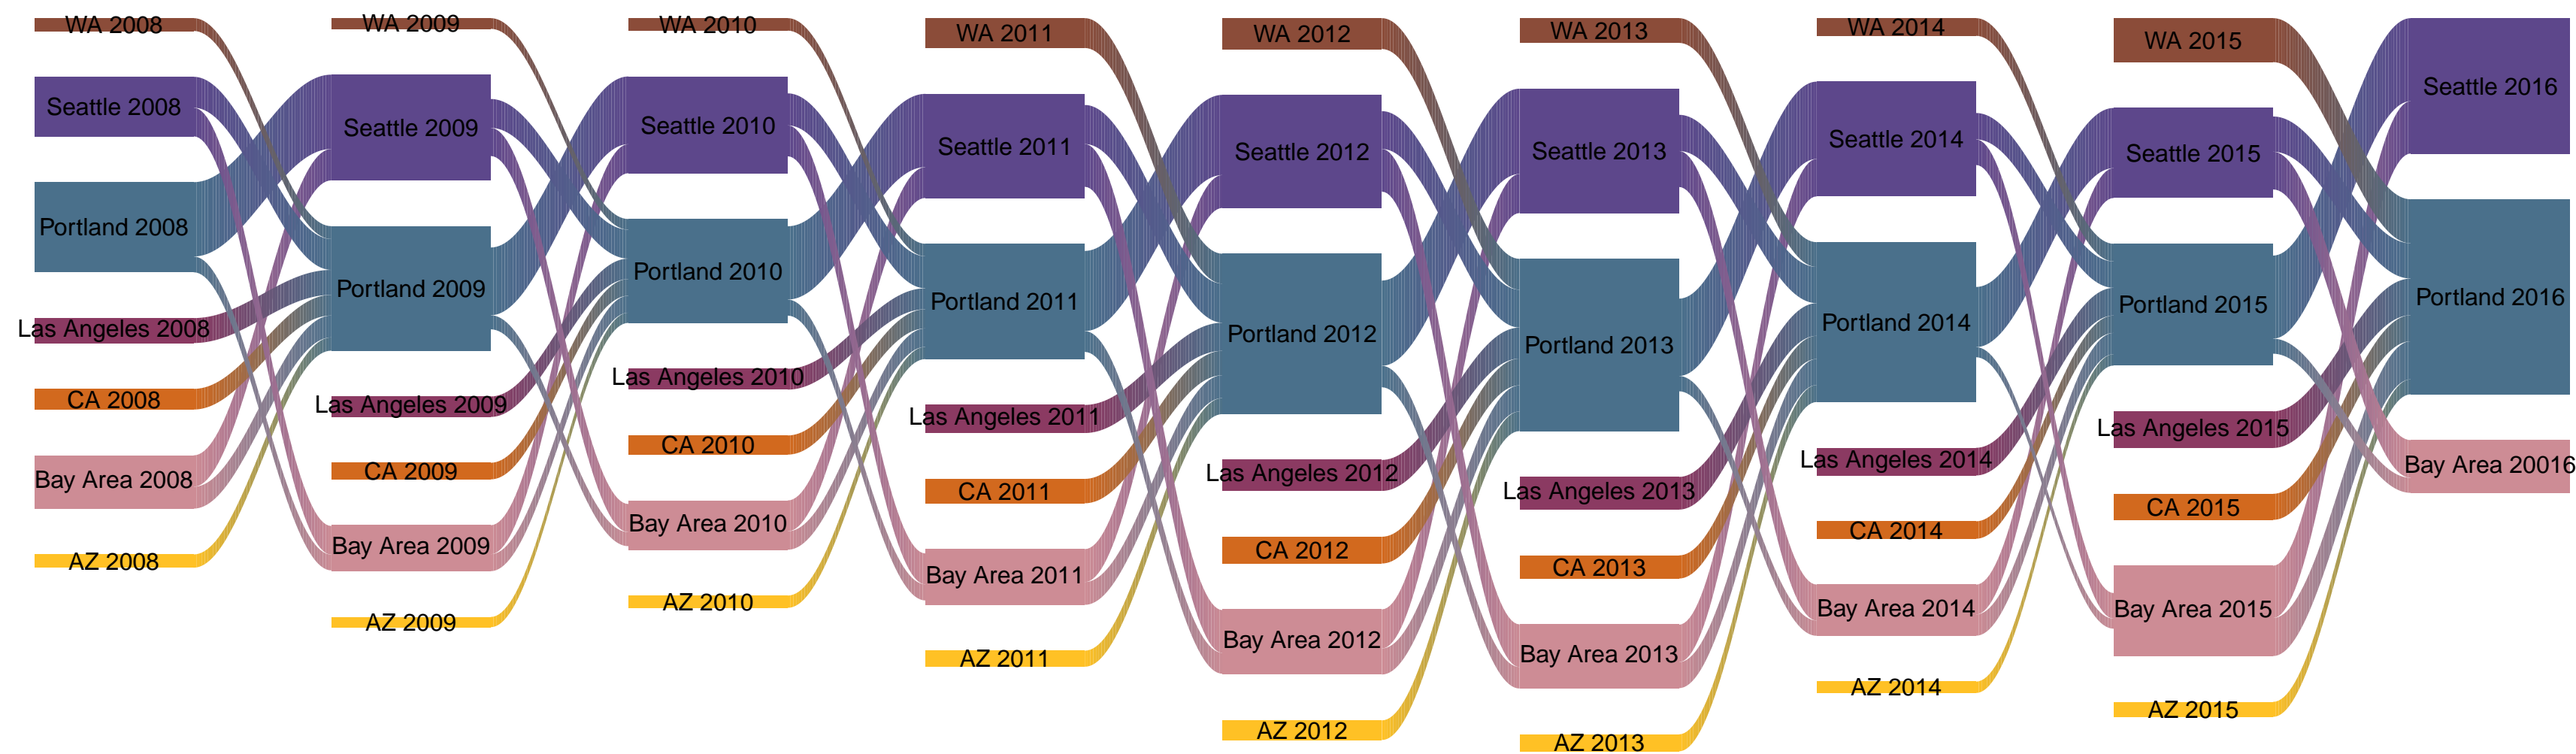 WA 2008
Seattle 2008
Portland 2008
Las Angeles 2008
CA 2008
Bay Area 2008
AZ 2008
WA 2009
Seattle 2009
Portland 2009
Las Angeles 2009
CA 2009
Bay Area 2009
AZ 2009
WA 2010
Seattle 2010
Portland 2010
Las Angeles 2010
CA 2010
Bay Area 2010
AZ 2010
WA 2011
Seattle 2011
Portland 2011
Las Angeles 2011
CA 2011
Bay Area 2011
AZ 2011
WA 2012
Seattle 2012
Portland 2012
Las Angeles 2012
CA 2012
Bay Area 2012
AZ 2012
WA 2013
Seattle 2013
Portland 2013
Las Angeles 2013
CA 2013
Bay Area 2013
AZ 2013
WA 2014
Seattle 2014
Portland 2014
Las Angeles 2014
CA 2014
Bay Area 2014
AZ 2014
WA 2015
Seattle 2015
Portland 2015
Las Angeles 2015
CA 2015
Bay Area 2015
AZ 2015
Seattle 2016
Portland 2016
Bay Area 20016